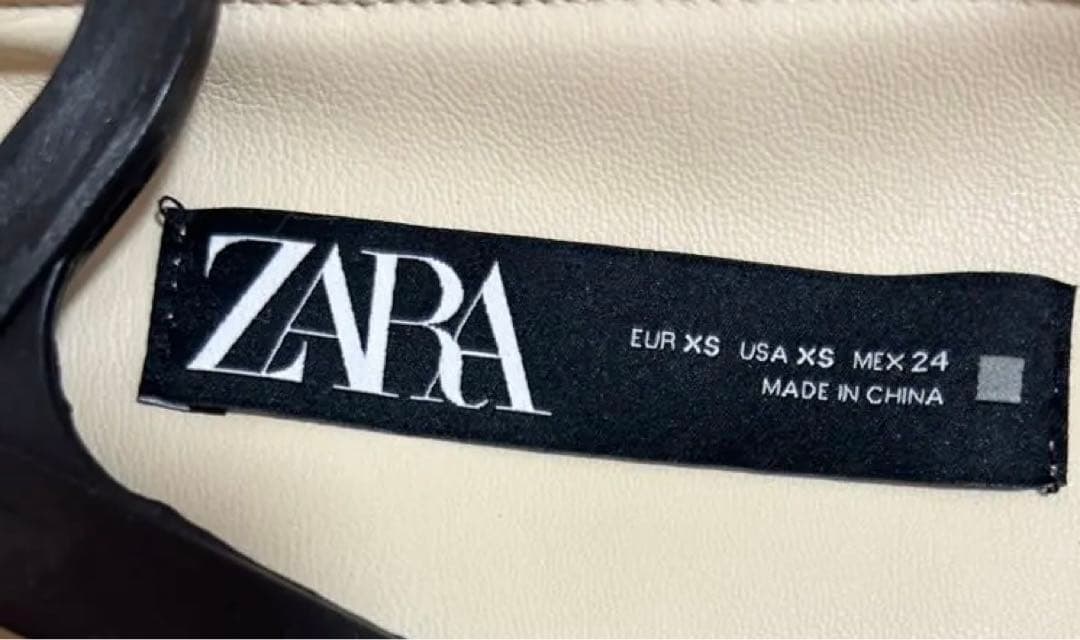 ZARA
EUR XS USA XS MEX 24
MADE IN CHINA